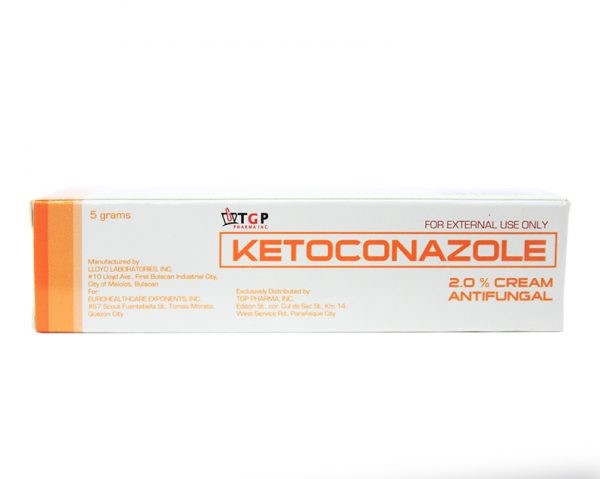 5 grams
TGP
PHARMA INC
FOR EXTERNAL USE ONLY
KETOCONAZOLE
2.0 % CREAM
ANTIFUNGAL
Manufactured by
LLOYD LABORATORIES, INC.
#10 Lloyd Ave., First Bulacan Industrial City,
City of Malolos, Bulacan
For:
EUROHEALTHCARE EXPONENTS, INC.
#57 Scout Fuentabella St., Tomas Morato,
Quezon City
Exclusively Distributed by:
TGP PHARMA, INC.
Edison St., cor. Cul de Sac St., Km 14
West Service Rd., Parañaque City